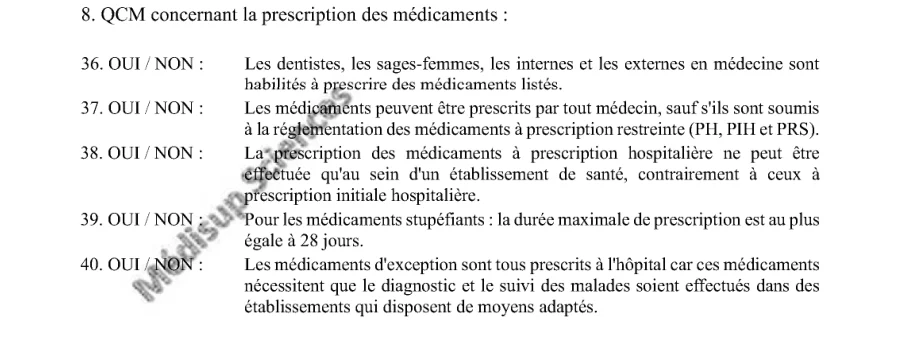 8. QCM concernant la prescription des médicaments :
36. OUI / NON : Les dentistes, les sages-femmes, les internes et les externes en médecine sont
habilités à prescrire des médicaments listés.
37. OUI / NON : Les médicaments peuvent être prescrits par tout médecin, sauf s'ils sont soumis
à la réglementation des médicaments à prescription restreinte (PH, PIH et PRS).
38. OUI / NON : La prescription des médicaments à prescription hospitalière ne peut être
effectuée qu'au sein d'un établissement de santé, contrairement à ceux à
prescription initiale hospitalière.
39. OUI / NON : Pour les médicaments stupéfiants : la durée maximale de prescription est au plus
égale à 28 jours.
40. OUI / NON : Les médicaments d'exception sont tous prescrits à l'hôpital car ces médicaments
nécessitent que le diagnostic et le suivi des malades soient effectués dans des
établissements qui disposent de moyens adaptés.
Médisup Sciences